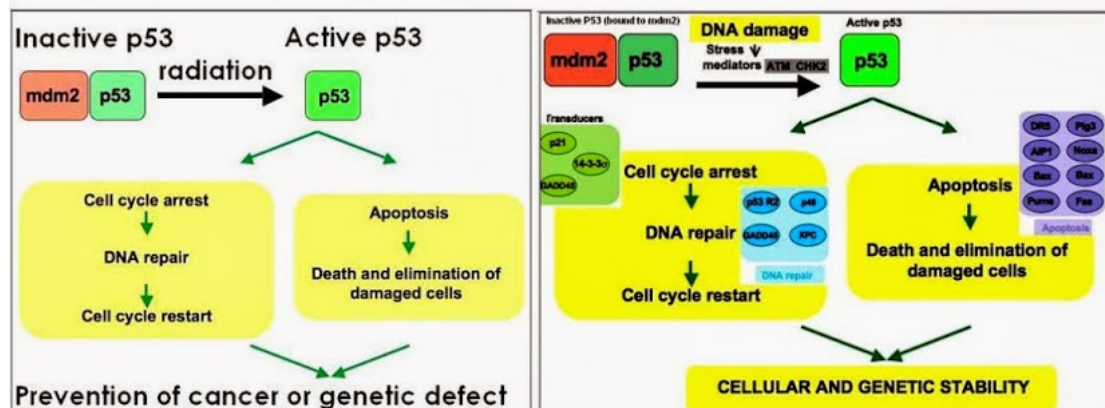 Inactive p53
Active p53
radiation
mdm2
p53
p53
Cell cycle arrest
DNA repair
Cell cycle restart
Apoptosis
Death and elimination of
damaged cells
Prevention of cancer or genetic defect
Inactive P53 (bound to mdm2)
DNA damage
Active p53
mdm2
p53
Stress
mediators
ATM CHK2
p53
Transducers
p21
14-3-3σ
GADD45
Cell cycle arrest
DNA repair
Cell cycle restart
p53 R2
p48
GADD45
XPC
DNA repair
Apoptosis
Death and elimination of
damaged cells
DR5
Pig3
AIP1
Noxa
Bax
Bax
Puma
Fas
Apoptosis
CELLULAR AND GENETIC STABILITY